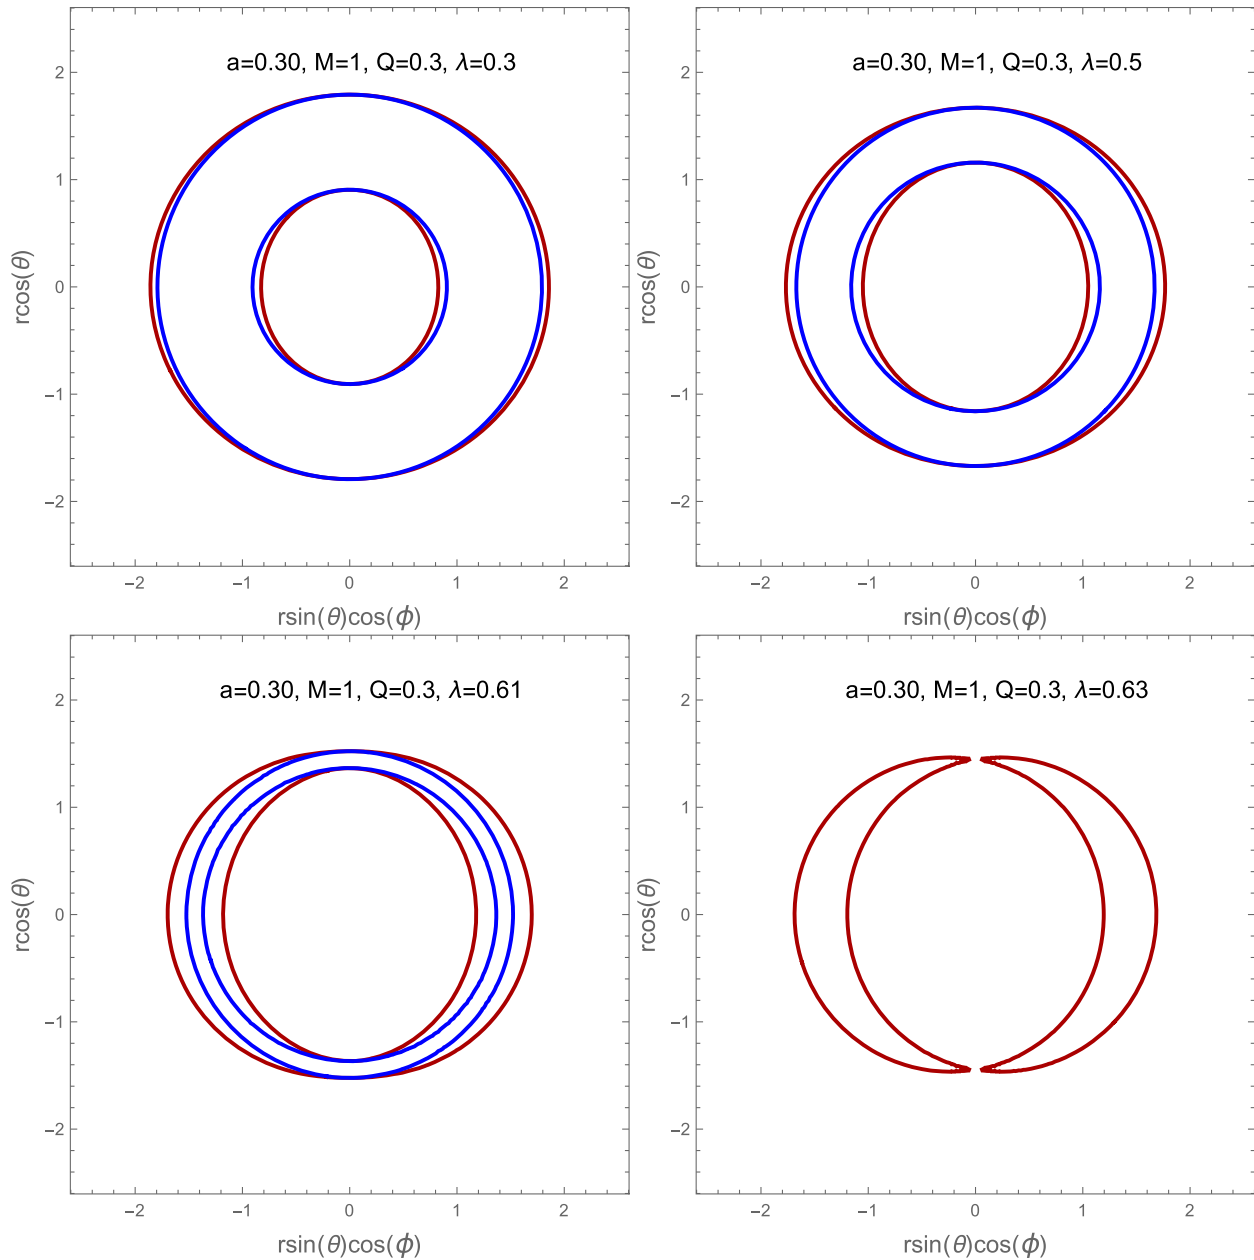 a=0.30, M=1, Q=0.3, λ=0.3
2
1
0
−1
−2
rcos(θ)
−2 −1 0 1 2
rsin(θ)cos(ϕ)
a=0.30, M=1, Q=0.3, λ=0.5
2
1
0
−1
−2
rcos(θ)
−2 −1 0 1 2
rsin(θ)cos(ϕ)
a=0.30, M=1, Q=0.3, λ=0.61
2
1
0
−1
−2
rcos(θ)
−2 −1 0 1 2
rsin(θ)cos(ϕ)
a=0.30, M=1, Q=0.3, λ=0.63
2
1
0
−1
−2
rcos(θ)
−2 −1 0 1 2
rsin(θ)cos(ϕ)